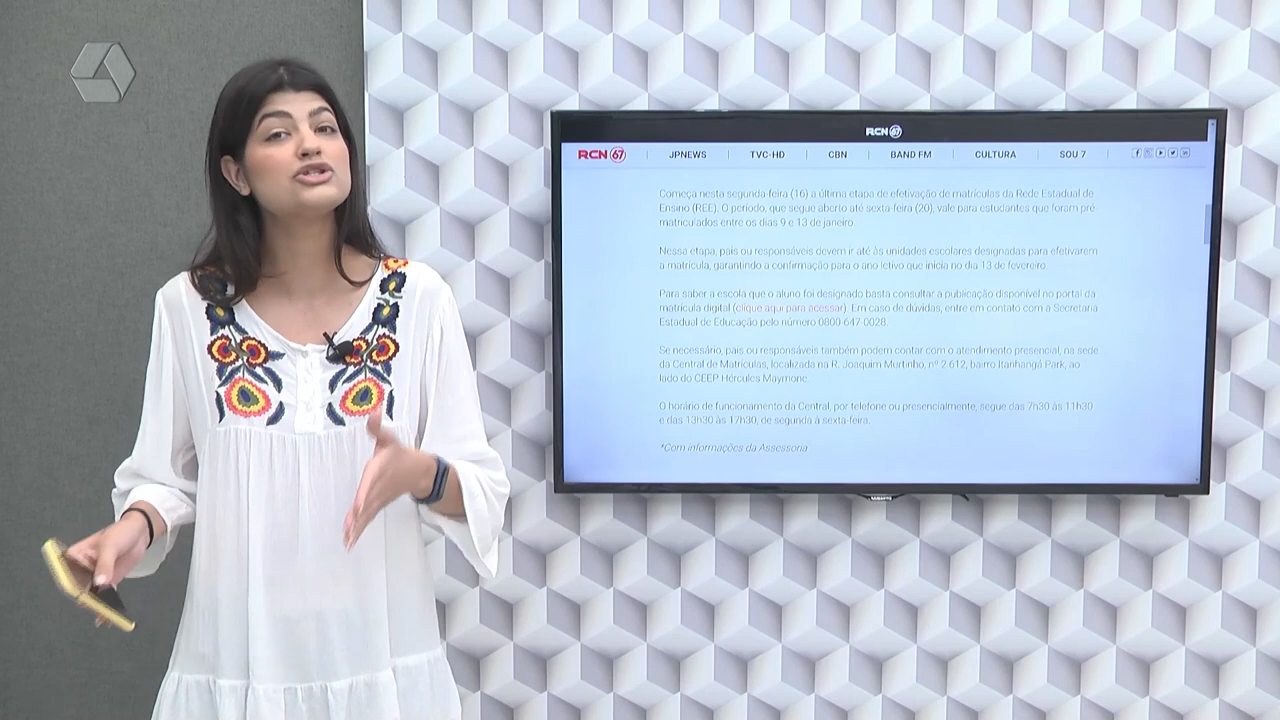 RCN 67
RCN 67 JPNEWS TVC-HD CBN BAND FM CULTURA SOU 7
Começa nesta segunda-feira (16) a última etapa de efetivação de matrículas da Rede Estadual de
Ensino (REE). O período, que segue aberto até sexta-feira (20), vale para estudantes que foram pré-
matriculados entre os dias 9 e 13 de janeiro.
Nessa etapa, pais ou responsáveis devem ir até às unidades escolares designadas para efetivarem
a matrícula, garantindo a confirmação para o ano letivo que inicia no dia 13 de fevereiro.
Para saber a escola que o aluno foi designado basta consultar a publicação disponível no portal da
matrícula digital (clique aqui para acessar). Em caso de dúvidas, entre em contato com a Secretaria
Estadual de Educação pelo número 0800-647-0028.
Se necessário, pais ou responsáveis também podem contar com o atendimento presencial, na sede
da Central de Matrículas, localizada na R. Joaquim Murtinho, nº 2.612, bairro Itanhangá Park, ao
lado do CEEP Hércules Maymone.
O horário de funcionamento da Central, por telefone ou presencialmente, segue das 7h30 às 11h30
e das 13h30 às 17h30, de segunda a sexta-feira.
*Com informações da Assessoria